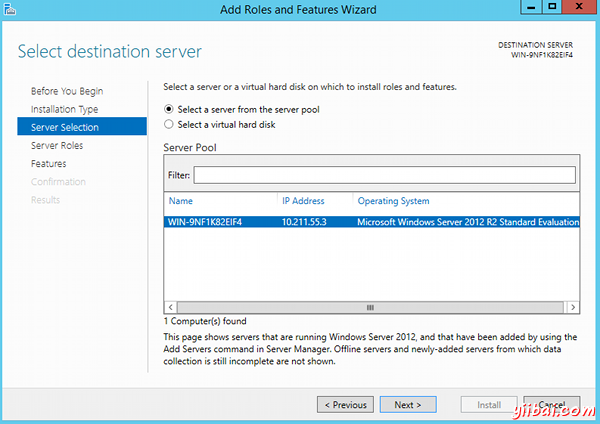 Add Roles and Features Wizard
Select destination server
DESTINATION SERVER
WIN-9NF1K82EIF4
Before You Begin
Installation Type
Server Selection
Server Roles
Features
Confirmation
Results
Select a server or a virtual hard disk on which to install roles and features.
Select a server from the server pool
Select a virtual hard disk
Server Pool
Filter:
Name IP Address Operating System
WIN-9NF1K82EIF4 10.211.55.3 Microsoft Windows Server 2012 R2 Standard Evaluation
1 Computer(s) found
This page shows servers that are running Windows Server 2012, and that have been added by using the
Add Servers command in Server Manager. Offline servers and newly-added servers from which data
collection is still incomplete are not shown.
< Previous Next > Install Cancel
yiibai.com